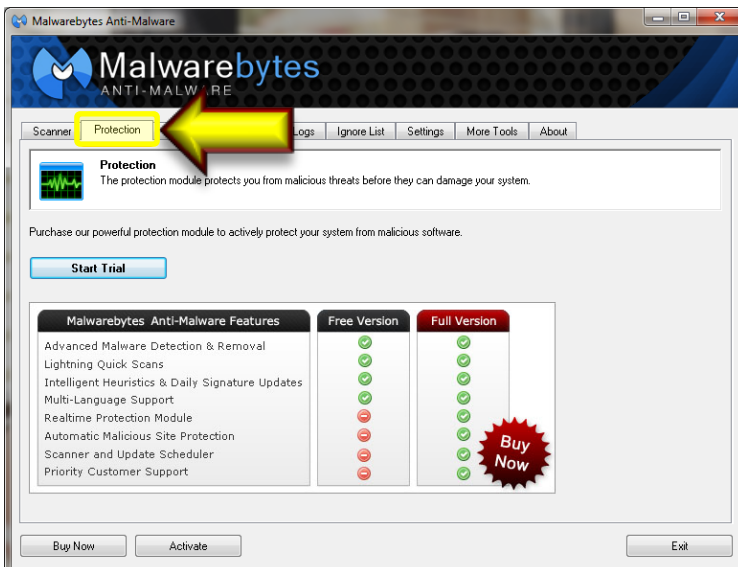 Malwarebytes Anti-Malware
Malwarebytes
ANTI-MALWARE
Scanner Protection Logs Ignore List Settings More Tools About
Protection
The protection module protects you from malicious threats before they can damage your system.
Purchase our powerful protection module to actively protect your system from malicious software.
Start Trial
Malwarebytes Anti-Malware Features Free Version Full Version
Advanced Malware Detection & Removal
Lightning Quick Scans
Intelligent Heuristics & Daily Signature Updates
Multi-Language Support
Realtime Protection Module
Automatic Malicious Site Protection
Scanner and Update Scheduler
Priority Customer Support
Buy
Now
Buy Now Activate Exit